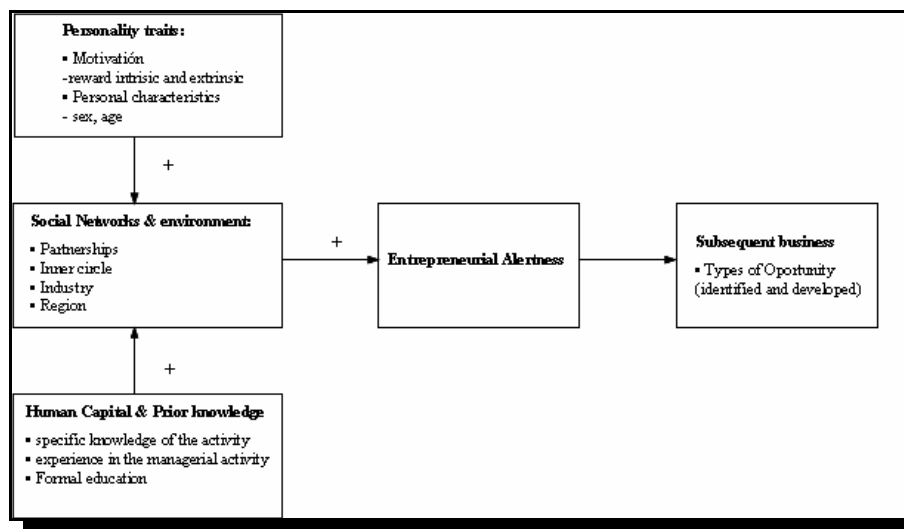 Personality traits:
▪ Motivación
-reward intrisic and extrinsic
▪ Personal characteristics
- sex, age
+
Social Networks & environment:
▪ Partnerships
▪ Inner circle
▪ Industry
▪ Region
+
Entrepreneurial Alertness
Subsequent business
▪ Types of Oportunity
(identified and developed)
+
Human Capital & Prior knowledge
▪ specific knowledge of the activity
▪ experience in the managerial activity
▪ Formal education